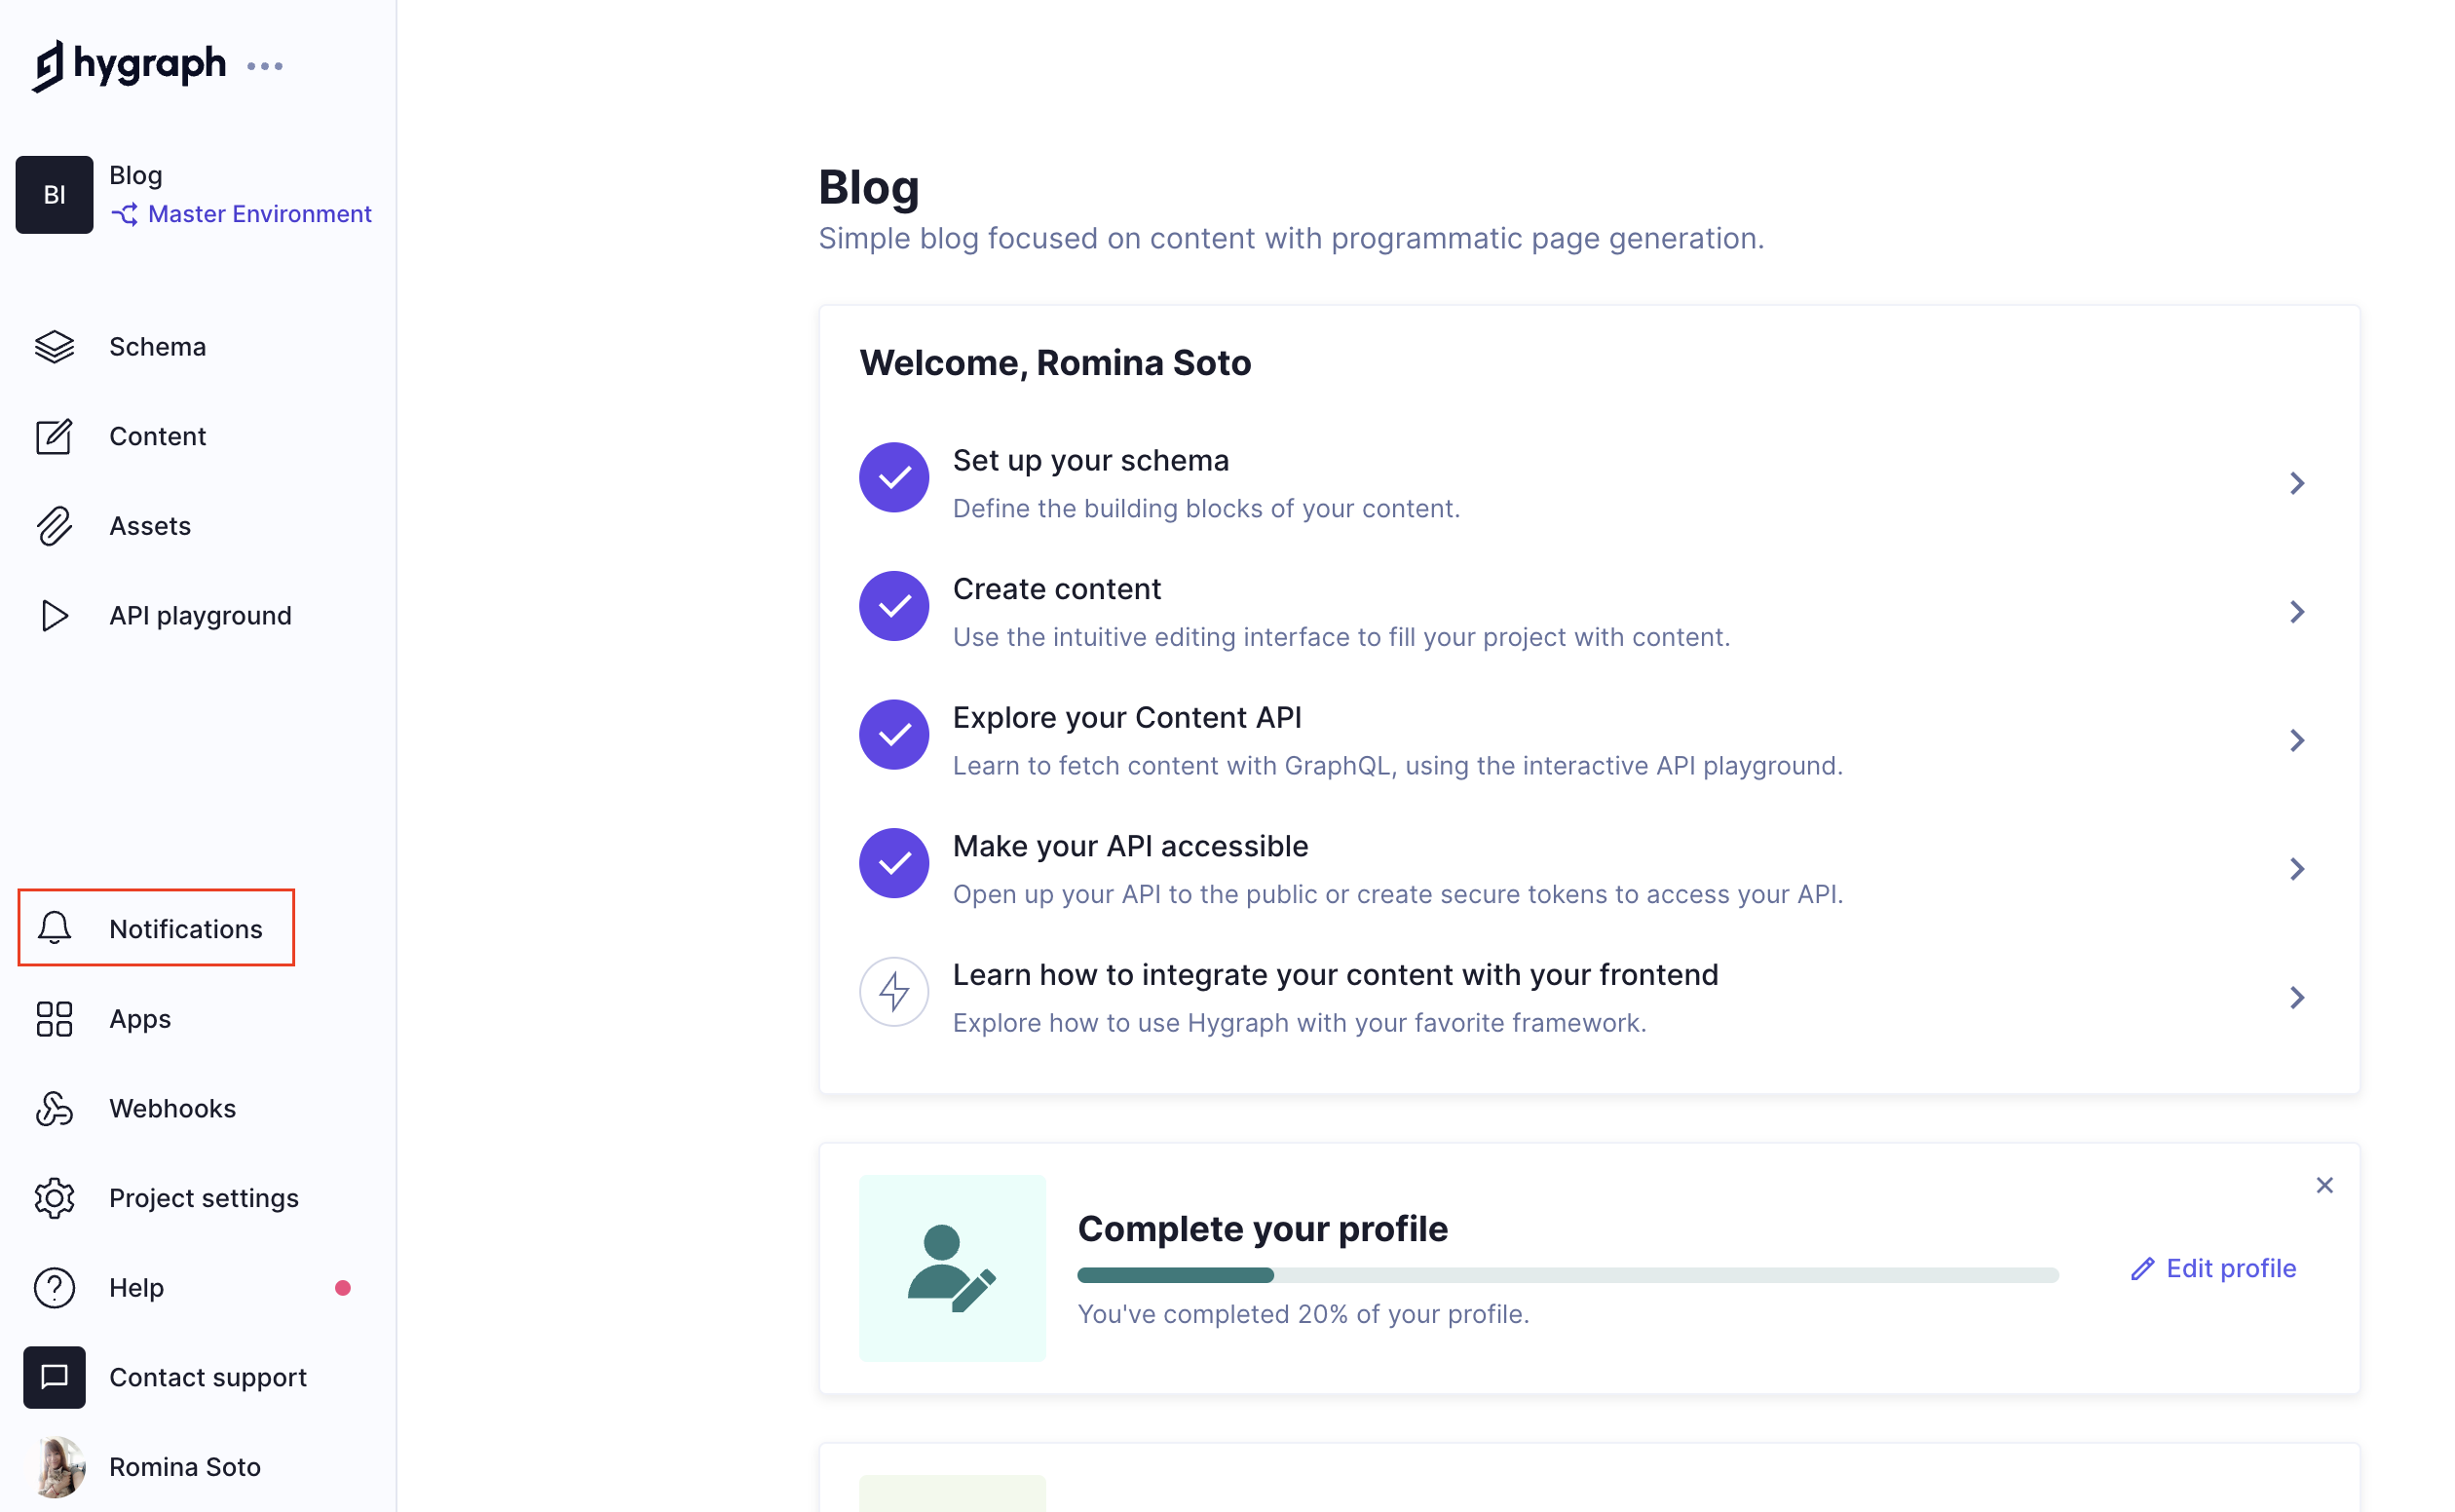 hygraph
BI
Blog
Master Environment
Schema
Content
Assets
API playground
Notifications
Apps
Webhooks
Project settings
Help
Contact support
Romina Soto
Blog
Simple blog focused on content with programmatic page generation.
Welcome, Romina Soto
Set up your schema
Define the building blocks of your content.
Create content
Use the intuitive editing interface to fill your project with content.
Explore your Content API
Learn to fetch content with GraphQL, using the interactive API playground.
Make your API accessible
Open up your API to the public or create secure tokens to access your API.
Learn how to integrate your content with your frontend
Explore how to use Hygraph with your favorite framework.
Complete your profile
Edit profile
You've completed 20% of your profile.